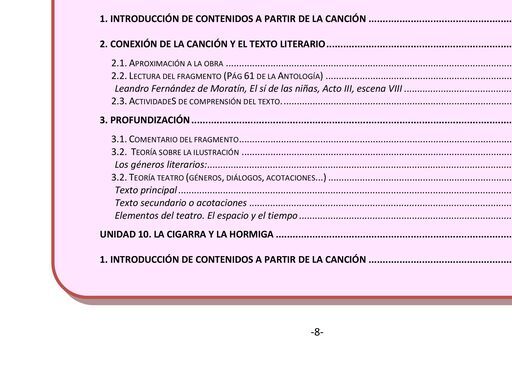 1. INTRODUCCIÓN DE CONTENIDOS A PARTIR DE LA CANCIÓN ..........................................
2. CONEXIÓN DE LA CANCIÓN Y EL TEXTO LITERARIO ......................................................
2.1. APROXIMACIÓN A LA OBRA ..............................................................................................
2.2. LECTURA DEL FRAGMENTO (PÁG 61 DE LA ANTOLOGÍA) .............................................................
Leandro Fernández de Moratín, El sí de las niñas, Acto III, escena VIII ....................................
2.3. ACTIVIDADES DE COMPRENSIÓN DEL TEXTO. ...........................................................................
3. PROFUNDIZACIÓN ........................................................................................................
3.1. COMENTARIO DEL FRAGMENTO .........................................................................................
3.2. TEORÍA SOBRE LA ILUSTRACIÓN ........................................................................................
Los géneros literarios: ....................................................................................................
3.2. TEORÍA TEATRO (GÉNEROS, DIÁLOGOS, ACOTACIONES...) ............................................................
Texto principal ..............................................................................................................
Texto secundario o acotaciones ........................................................................................
Elementos del teatro. El espacio y el tiempo .......................................................................
UNIDAD 10. LA CIGARRA Y LA HORMIGA ...............................................................................
1. INTRODUCCIÓN DE CONTENIDOS A PARTIR DE LA CANCIÓN ..........................................
-8-